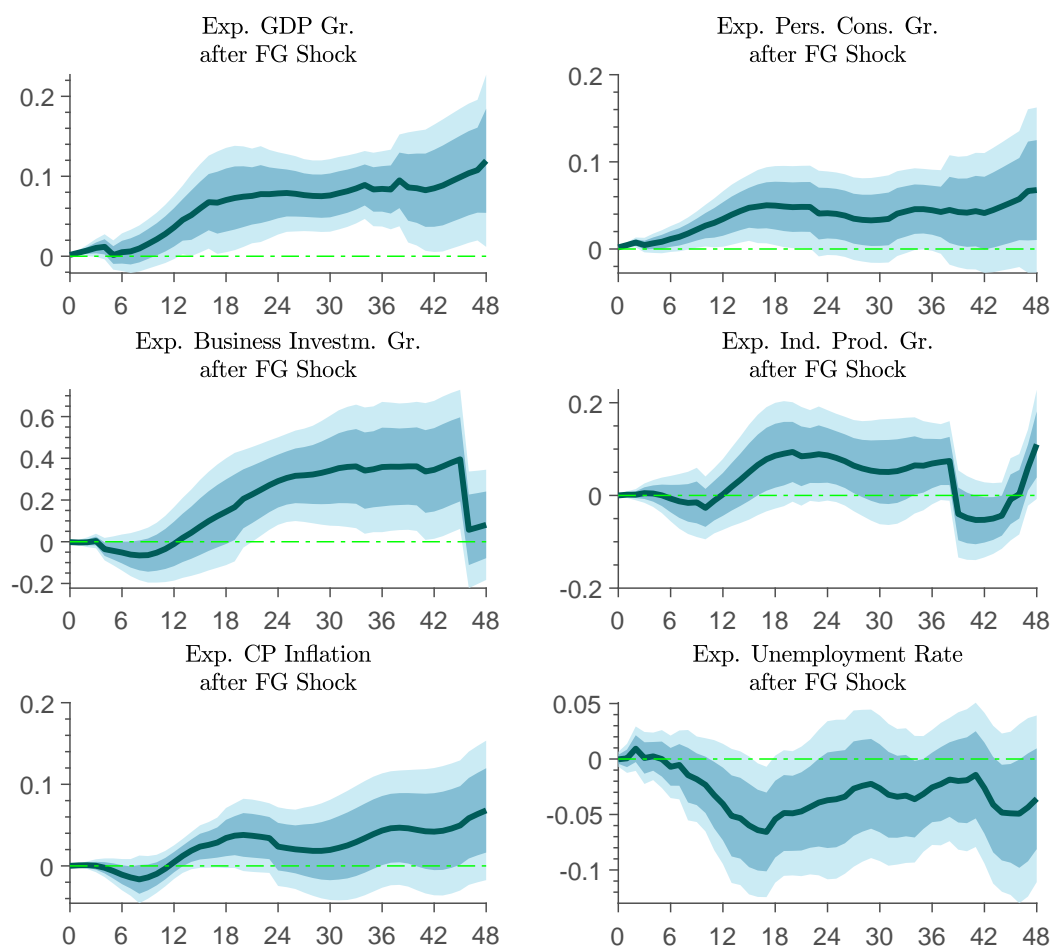 Exp. GDP Gr.
after FG Shock
0.2
0.1
0
0 6 12 18 24 30 36 42 48
Exp. Pers. Cons. Gr.
after FG Shock
0.2
0.1
0
0 6 12 18 24 30 36 42 48
Exp. Business Investm. Gr.
after FG Shock
0.6
0.4
0.2
0
-0.2
0 6 12 18 24 30 36 42 48
Exp. Ind. Prod. Gr.
after FG Shock
0.2
0
-0.2
0 6 12 18 24 30 36 42 48
Exp. CP Inflation
after FG Shock
0.2
0.1
0
0 6 12 18 24 30 36 42 48
Exp. Unemployment Rate
after FG Shock
0.05
0
-0.05
-0.1
0 6 12 18 24 30 36 42 48